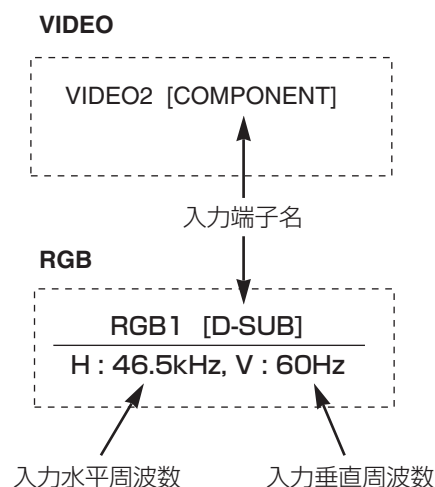 VIDEO
VIDEO2 [COMPONENT]
入力端子名
RGB
RGB1 [D-SUB]
H : 46.5kHz, V : 60Hz
入力水平周波数
入力垂直周波数